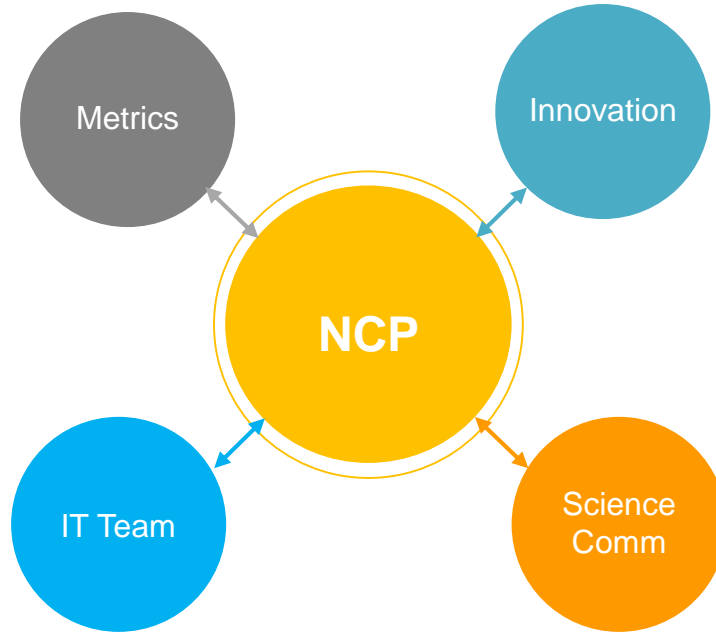 Metrics
Innovation
NCP
IT Team
Science
Comm